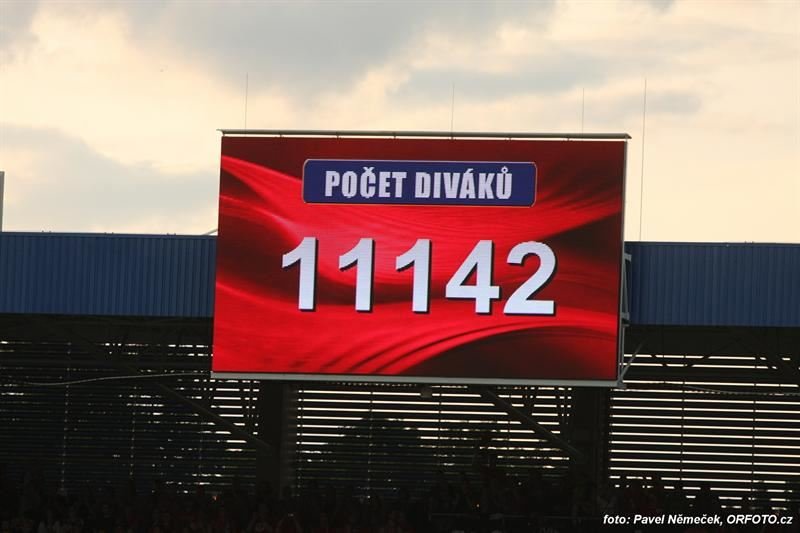 POČET DIVÁKŮ
11142
foto: Pavel Němeček, ORFOTO.cz